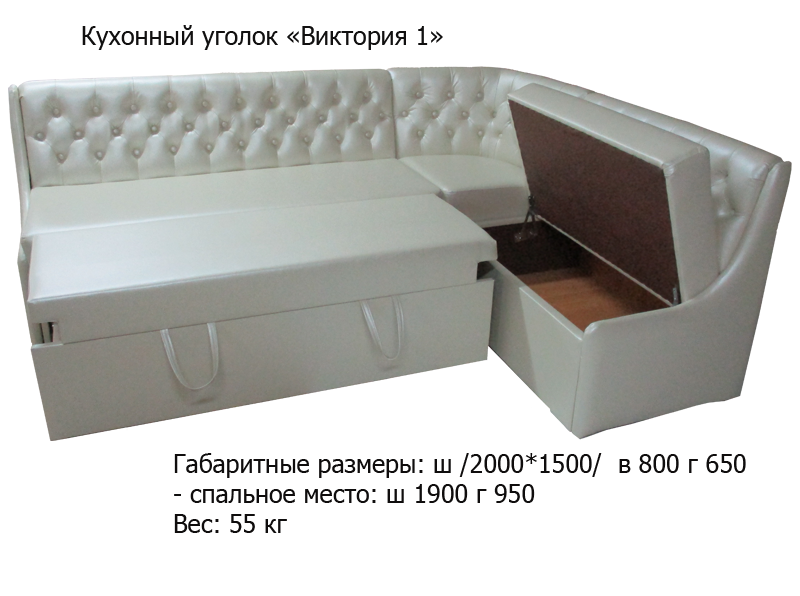 Кухонный уголок «Виктория 1»
Габаритные размеры: ш /2000*1500/ в 800 г 650
- спальное место: ш 1900 г 950
Вес: 55 кг